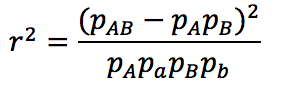 r² = (p_AB − p_A p_B)² / p_A p_a p_B p_b